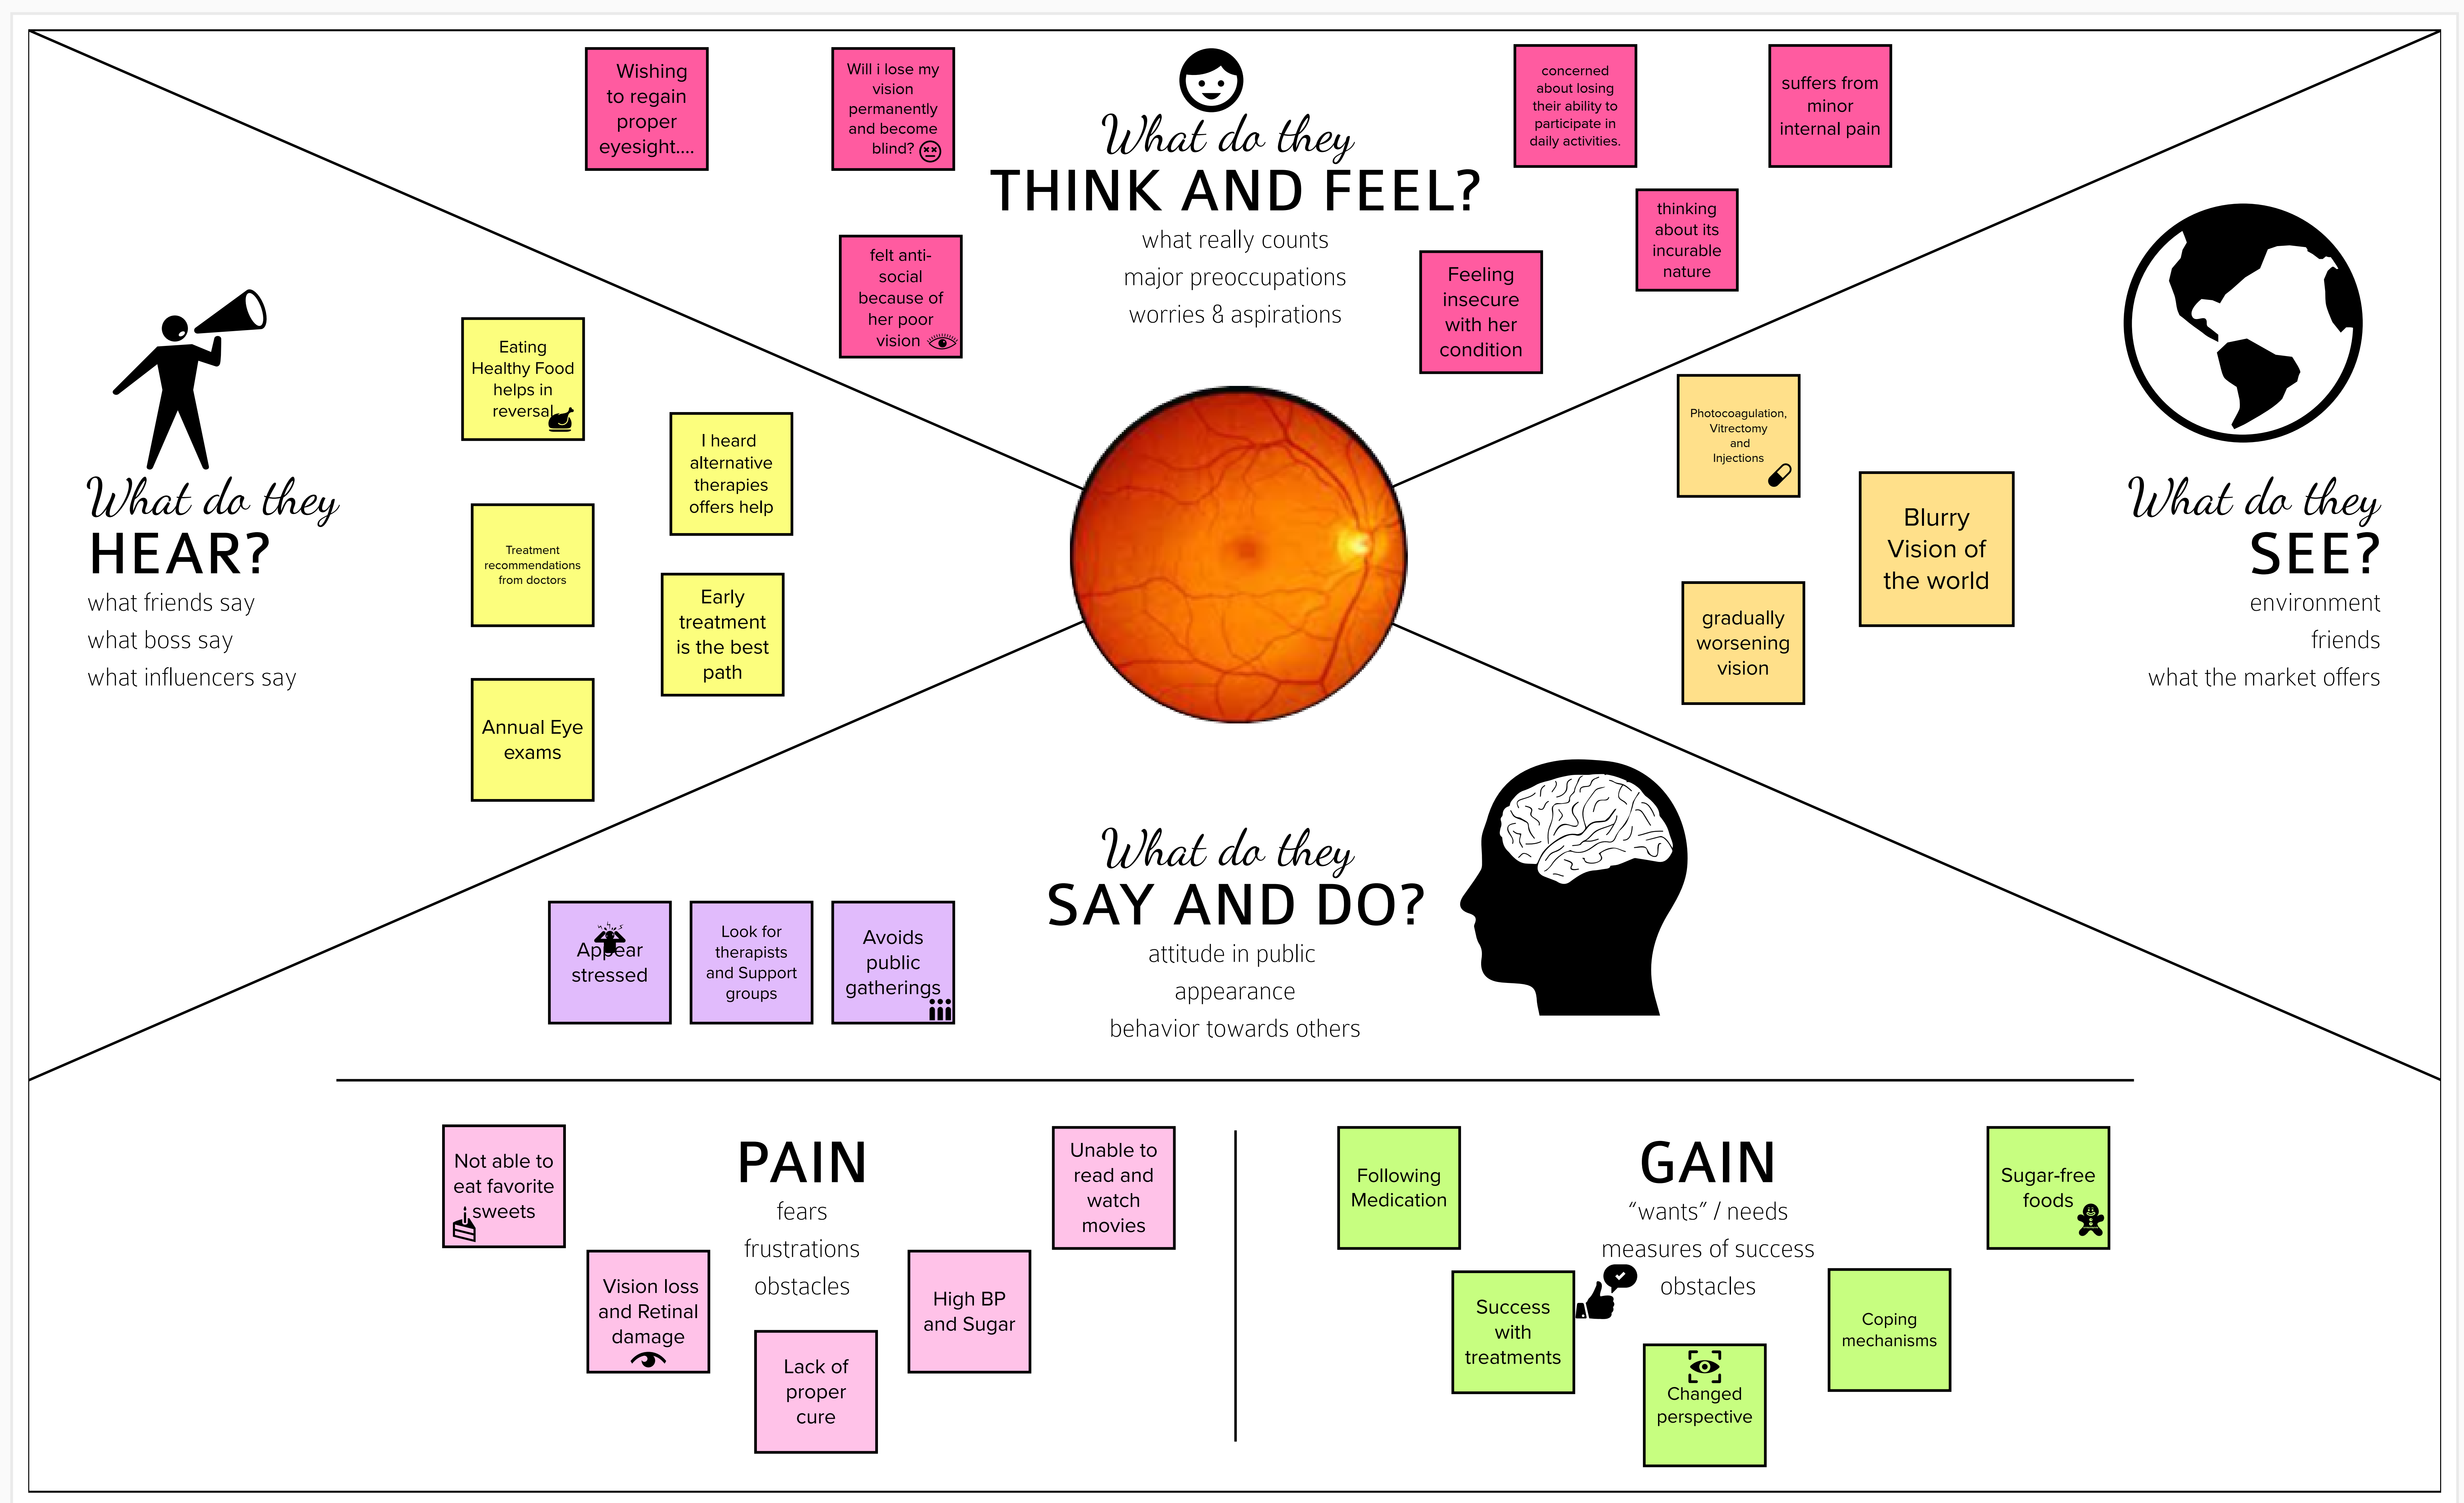 Wishing
to regain
proper
eyesight....
Will i lose my
vision
permanently
and become
blind?
felt anti-
social
because of
her poor
vision
What do they
THINK AND FEEL?
what really counts
major preoccupations
worries & aspirations
concerned
about losing
their ability to
participate in
daily activities.
suffers from
minor
internal pain
thinking
about its
incurable
nature
Feeling
insecure
with her
condition
What do they
HEAR?
what friends say
what boss say
what influencers say
Eating
Healthy Food
helps in
reversal
I heard
alternative
therapies
offers help
Treatment
recommendations
from doctors
Early
treatment
is the best
path
Annual Eye
exams
Photocoagulation,
Vitrectomy
and
Injections
Blurry
Vision of
the world
gradually
worsening
vision
What do they
SEE?
environment
friends
what the market offers
Appear
stressed
Look for
therapists
and Support
groups
Avoids
public
gatherings
What do they
SAY AND DO?
attitude in public
appearance
behavior towards others
Not able to
eat favorite
sweets
Vision loss
and Retinal
damage
PAIN
fears
frustrations
obstacles
Lack of
proper
cure
High BP
and Sugar
Unable to
read and
watch
movies
Following
Medication
Success
with
treatments
GAIN
“wants” / needs
measures of success
obstacles
Changed
perspective
Coping
mechanisms
Sugar-free
foods